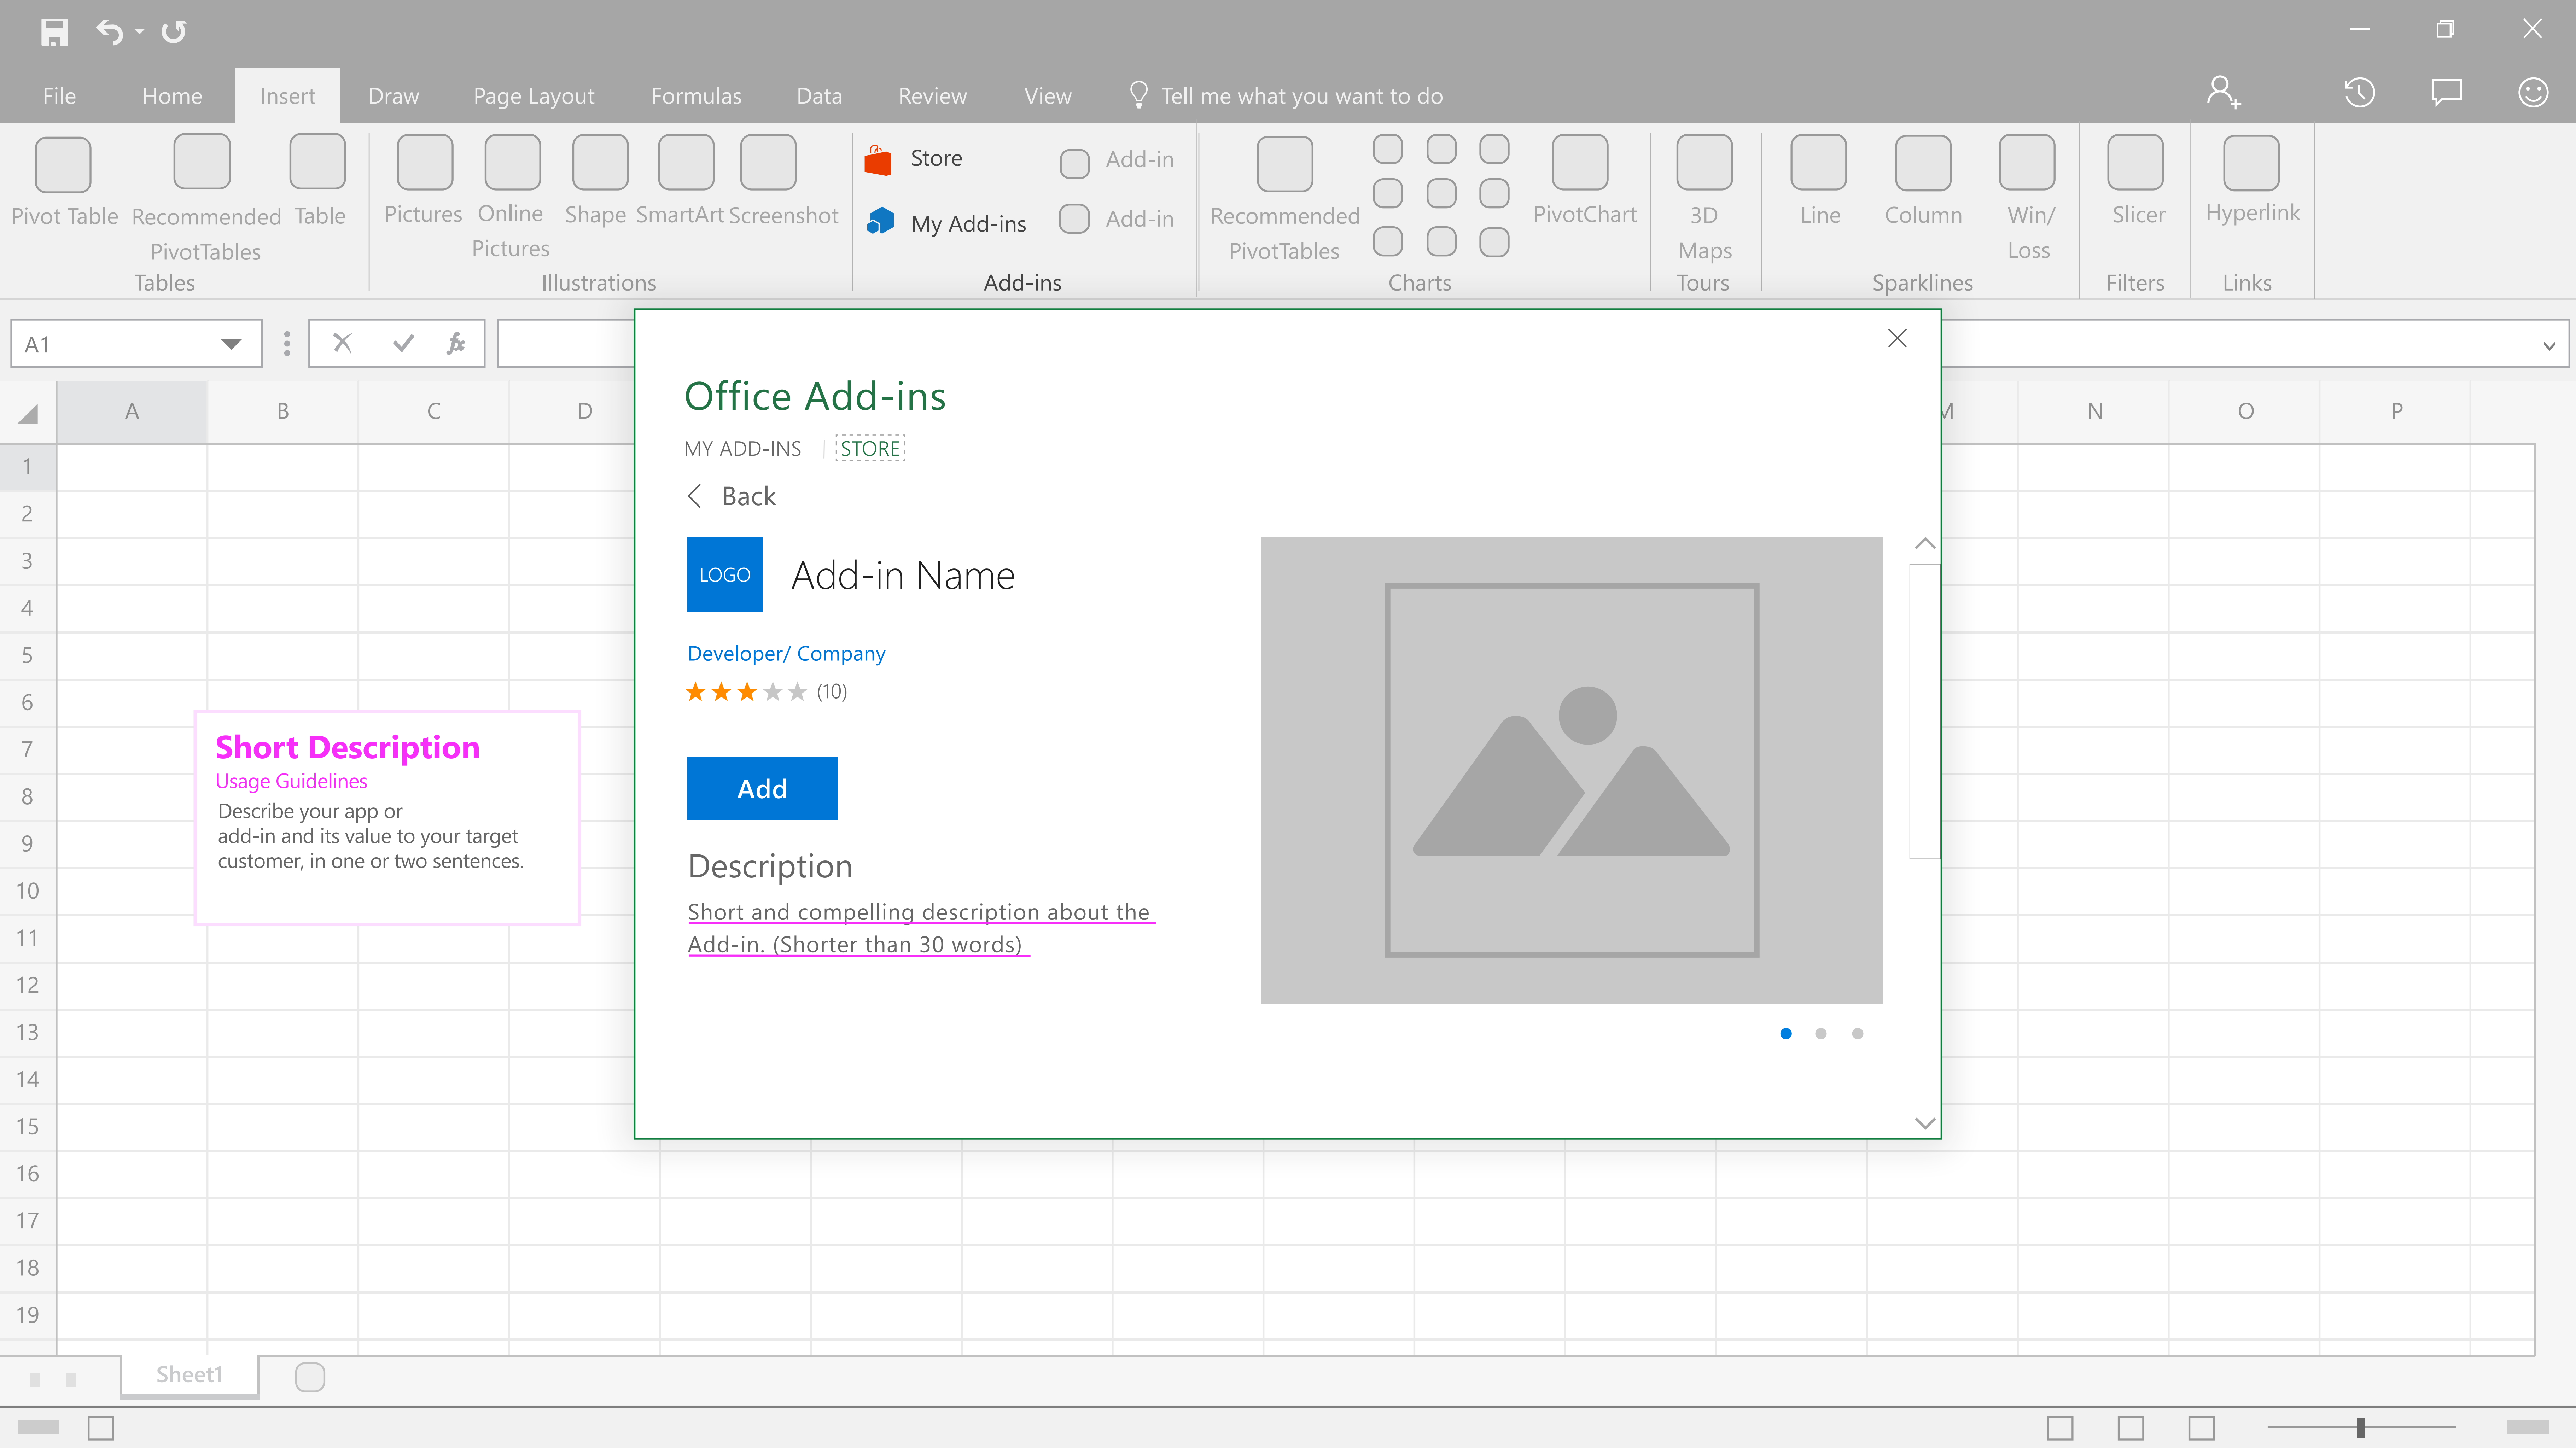 File Home Insert Draw Page Layout Formulas Data Review View Tell me what you want to do
Pivot Table
Recommended
PivotTables
Table
Tables
Pictures
Online
Pictures
Shape
SmartArt
Screenshot
Illustrations
Store
My Add-ins
Add-in
Add-in
Add-ins
Recommended
PivotTables
PivotChart
Charts
3D
Maps
Tours
Line
Column
Win/
Loss
Sparklines
Slicer
Filters
Hyperlink
Links
A1
fx
A B C D M N O P
1
2
3
4
5
6
7
8
9
10
11
12
13
14
15
16
17
18
19
Short Description
Usage Guidelines
Describe your app or
add-in and its value to your target
customer, in one or two sentences.
Office Add-ins
MY ADD-INS | STORE
Back
LOGO
Add-in Name
Developer/ Company
(10)
Add
Description
Short and compelling description about the
Add-in. (Shorter than 30 words)
Sheet1